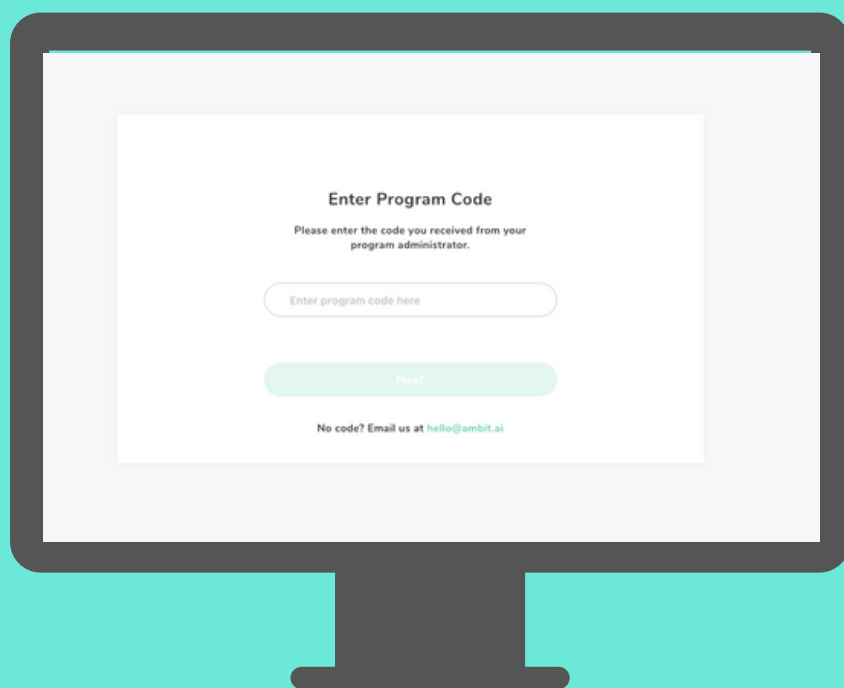 Enter Program Code
Please enter the code you received from your
program administrator.
Enter program code here
Next
No code? Email us at hello@ambit.ai